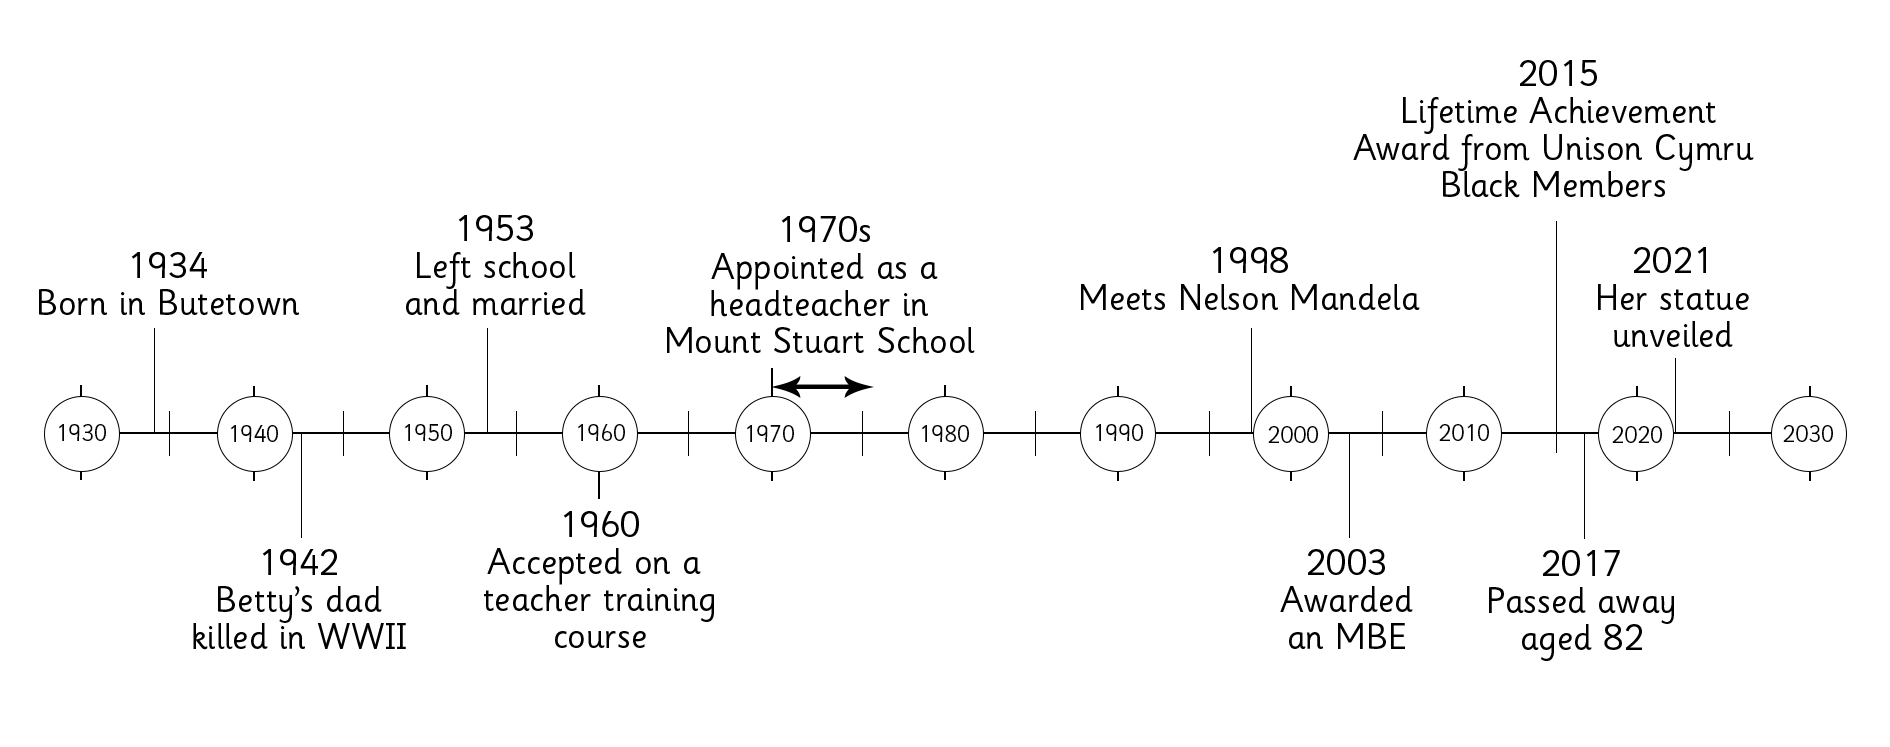 2015
Lifetime Achievement
Award from Unison Cymru
Black Members
1934
Born in Butetown
1953
Left school
and married
1970s
Appointed as a
headteacher in
Mount Stuart School
1998
Meets Nelson Mandela
2021
Her statue
unveiled
1930
1940
1950
1960
1970
1980
1990
2000
2010
2020
2030
1942
Betty's dad
killed in WWII
1960
Accepted on a
teacher training
course
2003
Awarded
an MBE
2017
Passed away
aged 82